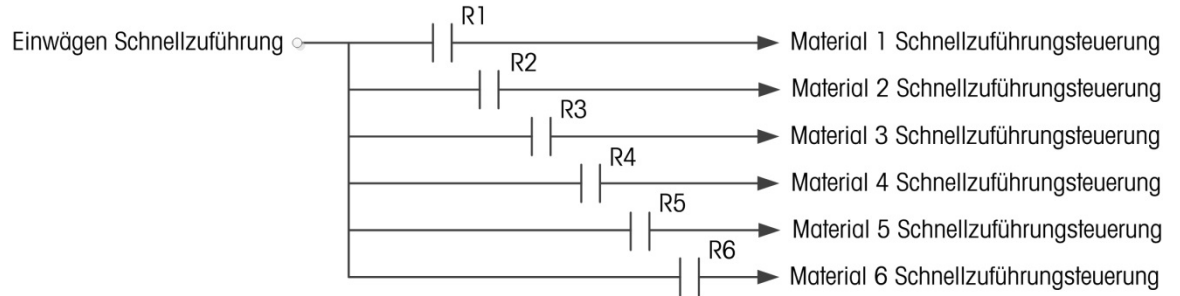 R1
Einwägen Schnellzuführung
Material 1 Schnellzuführungsteuerung
R2
Material 2 Schnellzuführungsteuerung
R3
Material 3 Schnellzuführungsteuerung
R4
Material 4 Schnellzuführungsteuerung
R5
Material 5 Schnellzuführungsteuerung
R6
Material 6 Schnellzuführungsteuerung